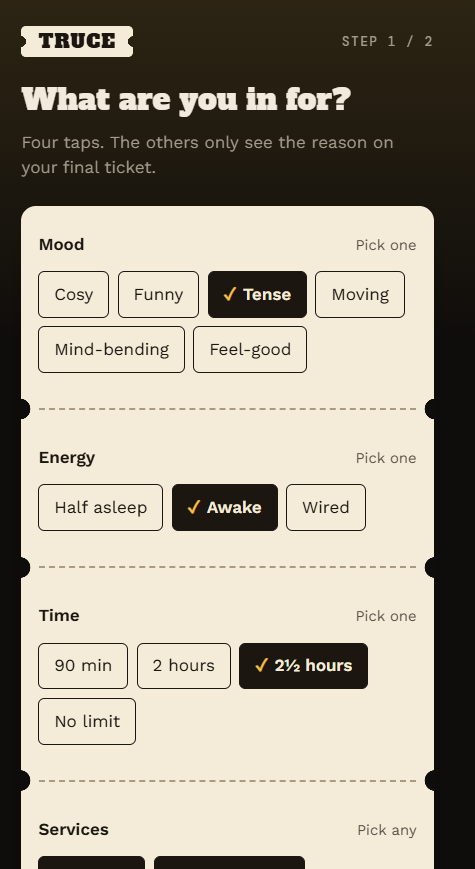 TRUCE
STEP 1 / 2
What are you in for?
Four taps. The others only see the reason on
your final ticket.
Mood
Pick one
Cosy
Funny
✓ Tense
Moving
Mind-bending
Feel-good
Energy
Pick one
Half asleep
✓ Awake
Wired
Time
Pick one
90 min
2 hours
✓ 2½ hours
No limit
Services
Pick any